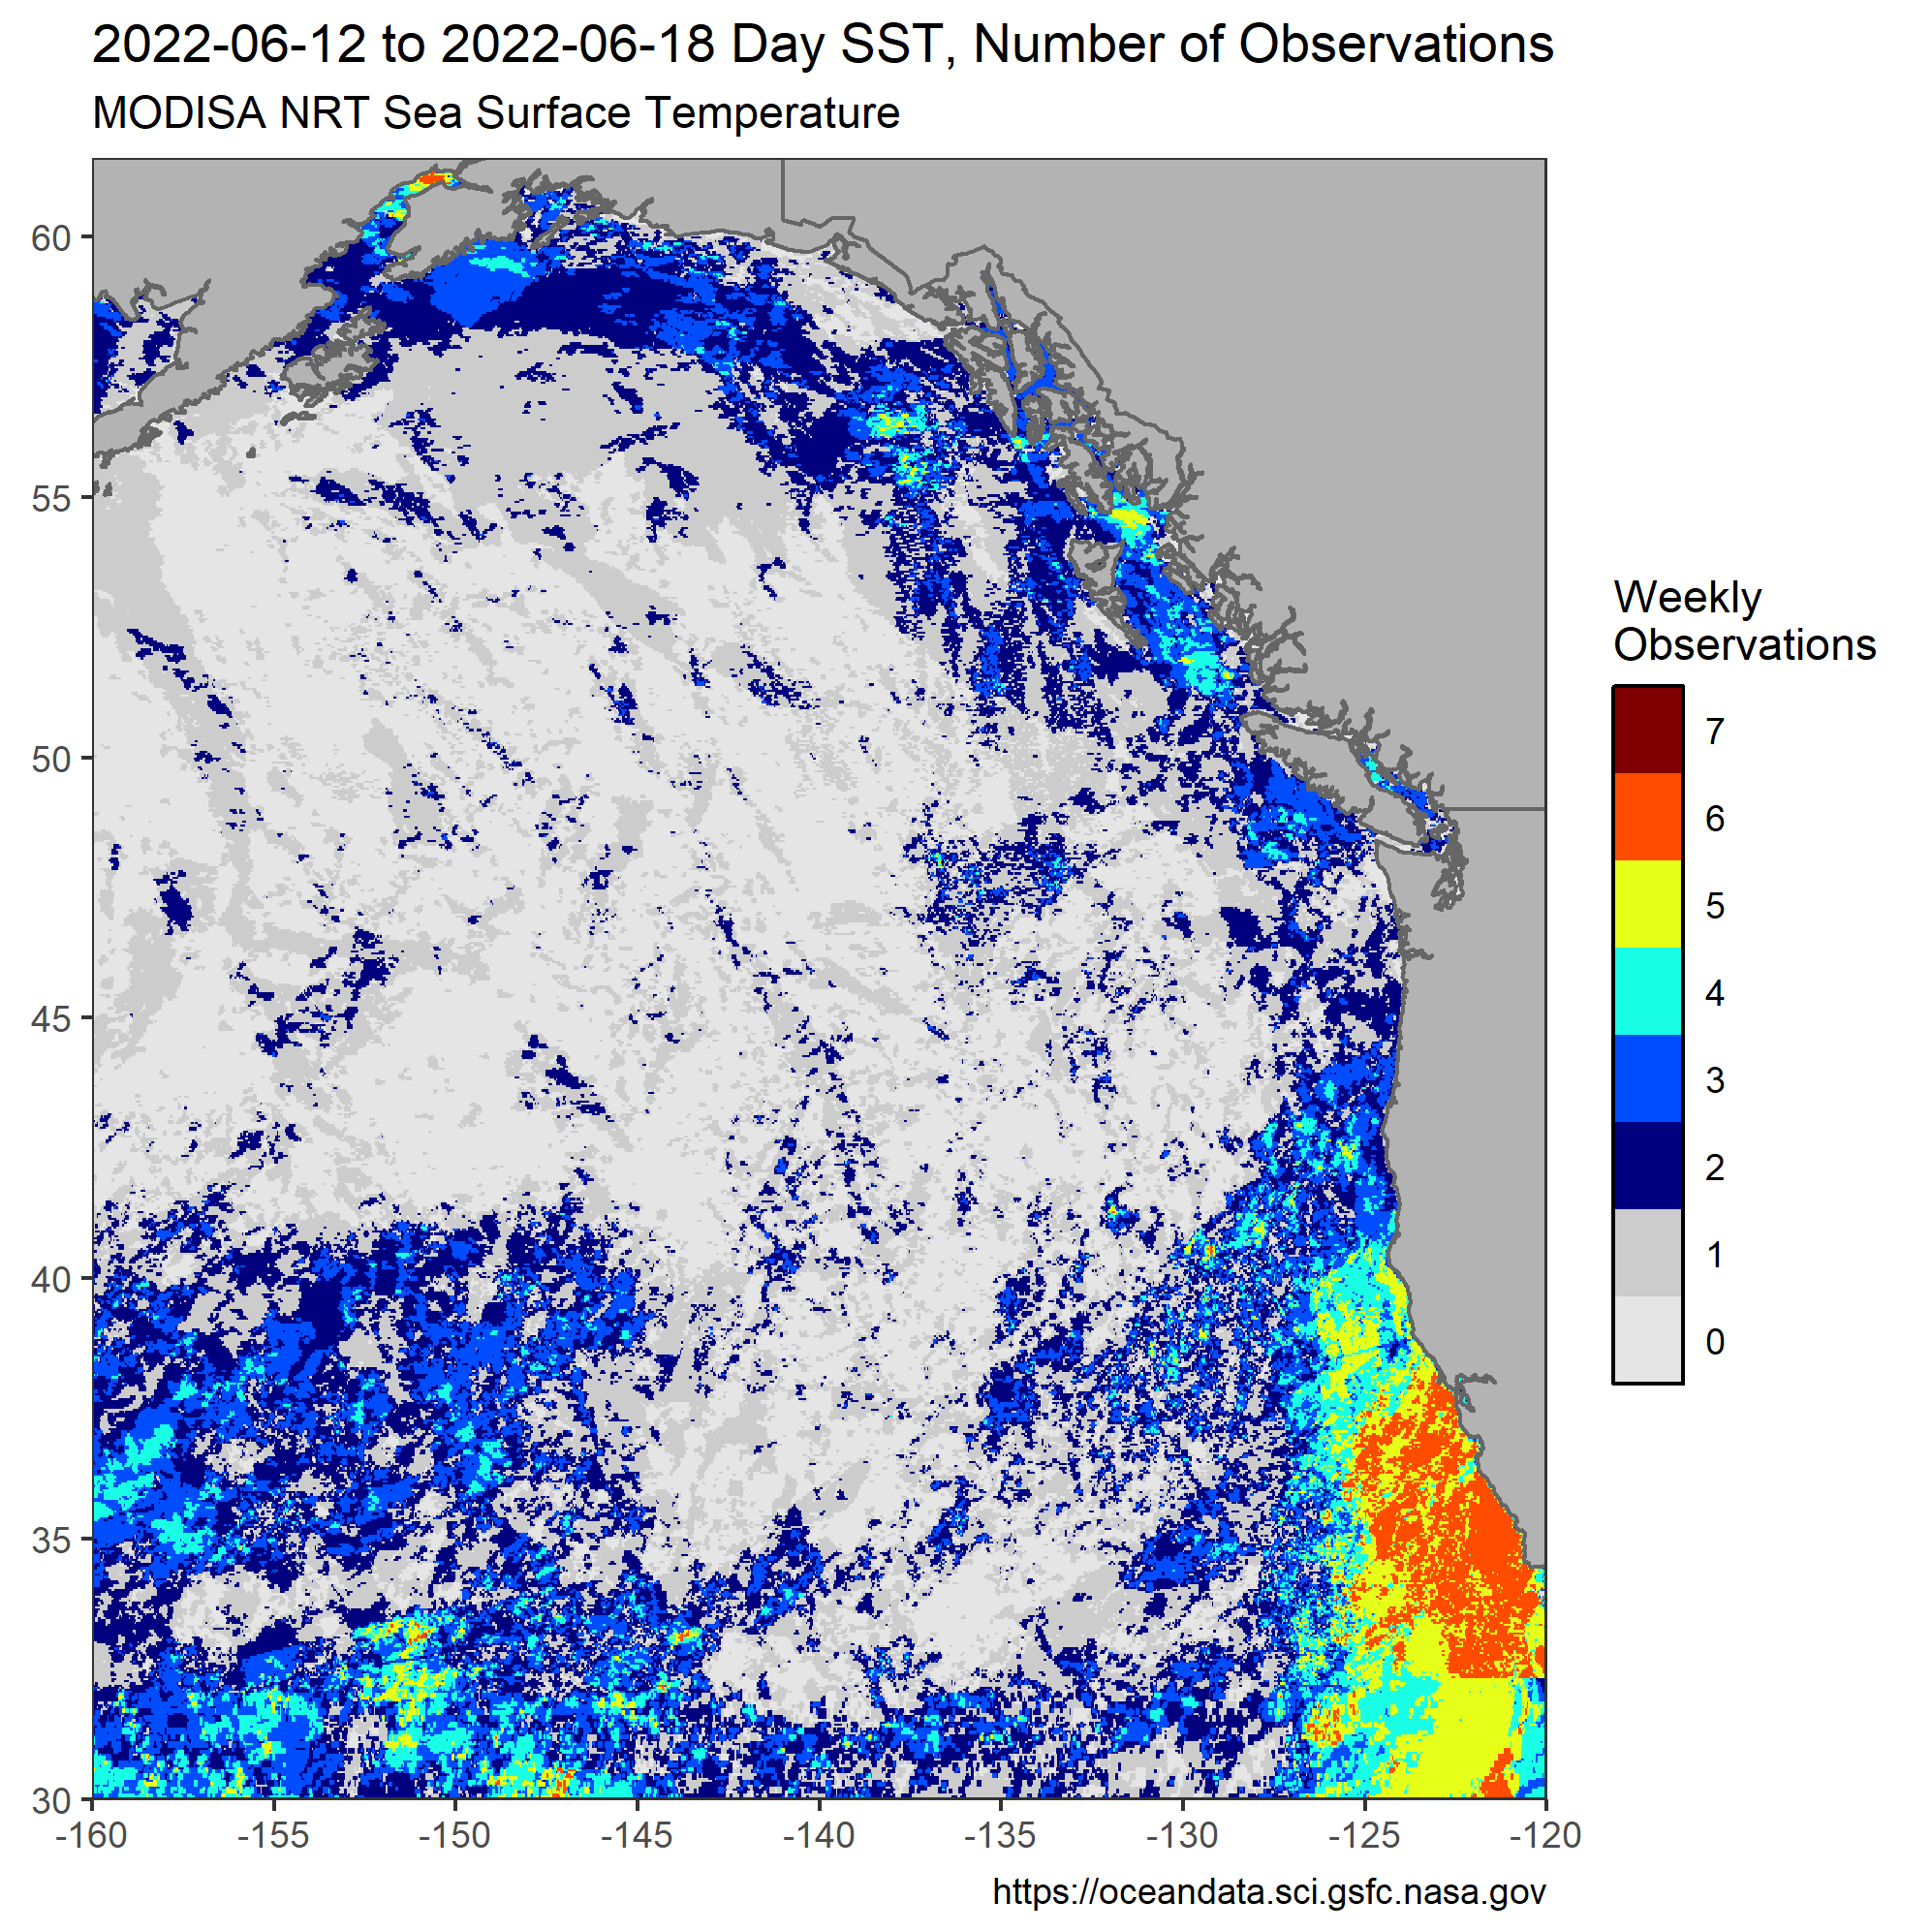 2022-06-12 to 2022-06-18 Day SST, Number of Observations
MODISA NRT Sea Surface Temperature
60
55
50
45
40
35
30
-160 -155 -150 -145 -140 -135 -130 -125 -120
Weekly
Observations
7
6
5
4
3
2
1
0
https://oceandata.sci.gsfc.nasa.gov